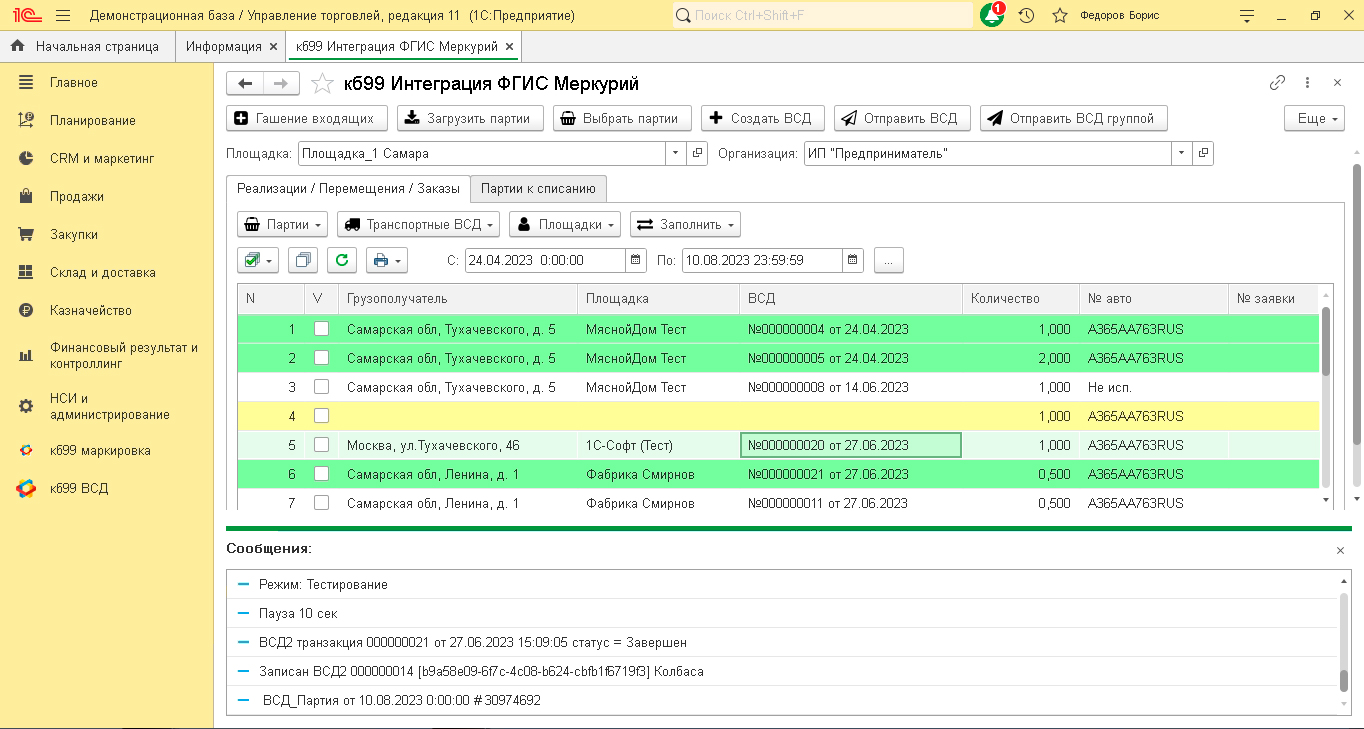 1С Демонстрационная база / Управление торговлей, редакция 11 (1С:Предприятие) Поиск Ctrl+Shift+F 1 Федоров Борис
Начальная страница Информация × кб99 Интеграция ФГИС Меркурий ×
Главное
Планирование
CRM и маркетинг
Продажи
Закупки
Склад и доставка
Казначейство
Финансовый результат и
контроллинг
НСИ и
администрирование
кб99 маркировка
кб99 ВСД
кб99 Интеграция ФГИС Меркурий
Гашение входящих Загрузить партии Выбрать партии Создать ВСД Отправить ВСД Отправить ВСД группой Еще
Площадка: Площадка_1 Самара Организация: ИП "Предприниматель"
Реализации / Перемещения / Заказы Партии к списанию
Партии Транспортные ВСД Площадки Заполнить
С: 24.04.2023 0:00:00 По: 10.08.2023 23:59:59 ...
N V Грузополучатель Площадка ВСД Количество № авто № заявки
1 Самарская обл, Тухачевского, д. 5 МяснойДом Тест №000000004 от 24.04.2023 1,000 А365АА763RUS
2 Самарская обл, Тухачевского, д. 5 МяснойДом Тест №000000005 от 24.04.2023 2,000 А365АА763RUS
3 Самарская обл, Тухачевского, д. 5 МяснойДом Тест №000000008 от 14.06.2023 1,000 Не исп.
4 1,000 А365АА763RUS
5 Москва, ул.Тухачевского, 46 1С-Софт (Тест) №000000020 от 27.06.2023 1,000 А365АА763RUS
6 Самарская обл, Ленина, д. 1 Фабрика Смирнов №000000021 от 27.06.2023 0,500 А365АА763RUS
7 Самарская обл, Ленина, д. 1 Фабрика Смирнов №000000011 от 27.06.2023 0,500 А365АА763RUS
Сообщения:
Режим: Тестирование
Пауза 10 сек
ВСД2 транзакция 000000021 от 27.06.2023 15:09:05 статус = Завершен
Записан ВСД2 000000014 [b9a58e09-6f7c-4c08-b624-cbfb1f6719f3] Колбаса
ВСД_Партия от 10.08.2023 0:00:00 #30974692